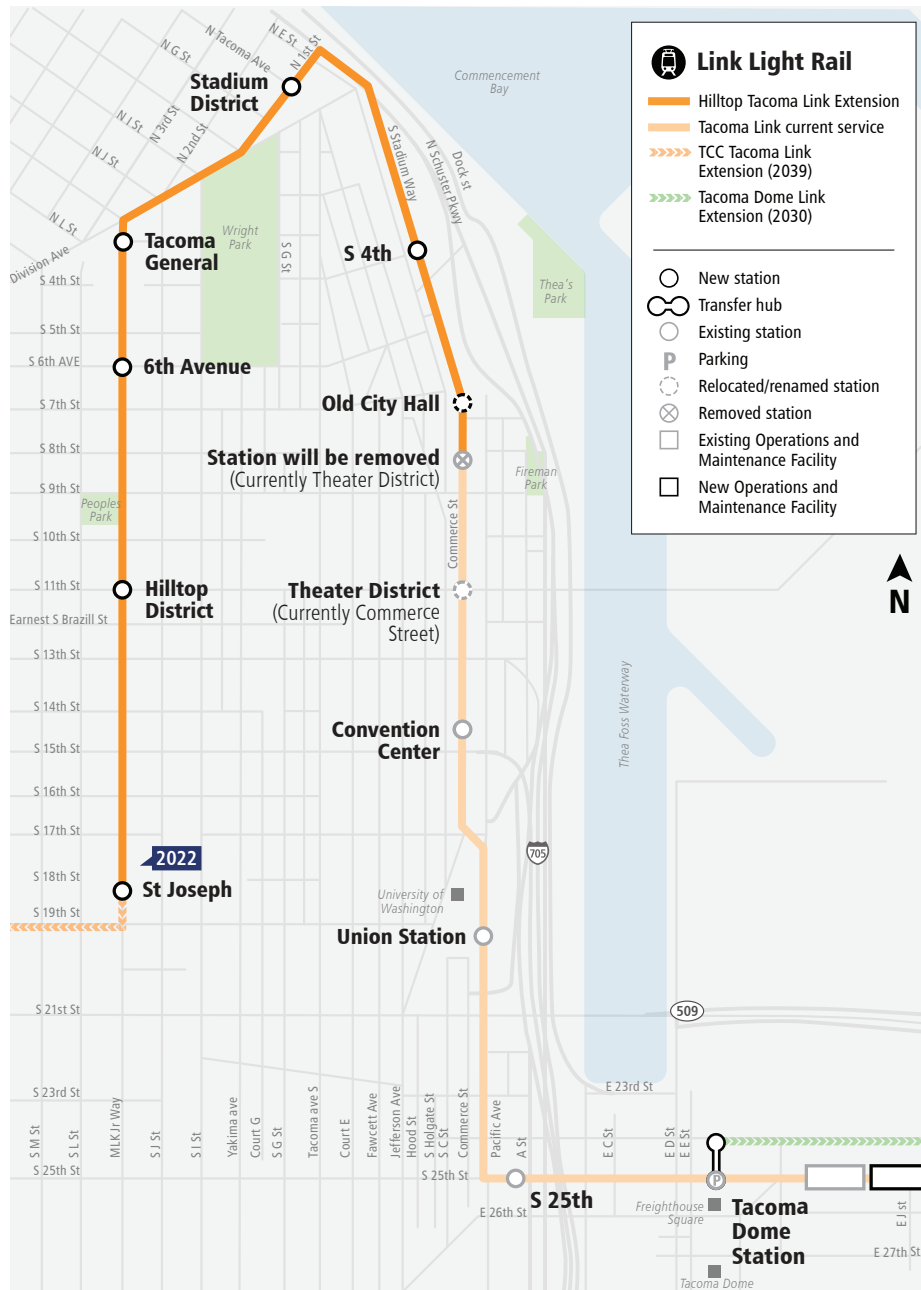 Link Light Rail
Hilltop Tacoma Link Extension
Tacoma Link current service
TCC Tacoma Link
Extension (2039)
Tacoma Dome Link
Extension (2030)
New station
Transfer hub
Existing station
P
Parking
Relocated/renamed station
Removed station
Existing Operations and
Maintenance Facility
New Operations and
Maintenance Facility
N
N E St
N 1st St
N Tacoma Ave
N G St
Stadium
District
Commencement
Bay
N I St
N 3rd St
N 2nd St
N J St
N L St
Division Ave
S Stadium Way
N Schuster Pkwy
Dock st
Wright
Park
S G St
Tacoma
General
S 4th
Thea's
Park
S 4th St
S 5th St
S 6th AVE
6th Avenue
S 7th St
Old City Hall
S 8th St
Station will be removed
(Currently Theater District)
Fireman
Park
S 9th St
Peoples
Park
Commerce St
S 10th St
S 11th St
Hilltop
District
Theater District
(Currently Commerce
Street)
Earnest S Brazill St
S 13th St
Thea Foss Waterway
S 14th St
Convention
Center
S 15th St
S 16th St
S 17th St
705
2022
S 18th St
St Joseph
University of
Washington
S 19th St
Union Station
S 21st St
509
E 23rd St
S 23rd St
S M St
S L St
MLK Jr Way
S J St
S I St
Yakima ave
Court G
S G St
Tacoma ave S
Court E
Fawcett Ave
Jefferson Ave
Hood St
S Holgate St
S C St
Commerce St
Pacific Ave
A St
E C St
E D St
E E St
S 25th St
S 25th St
P
S 25th
E 26th St
Freighthouse
Square
Tacoma
Dome
Station
E J st
E 27th St
Tacoma Dome